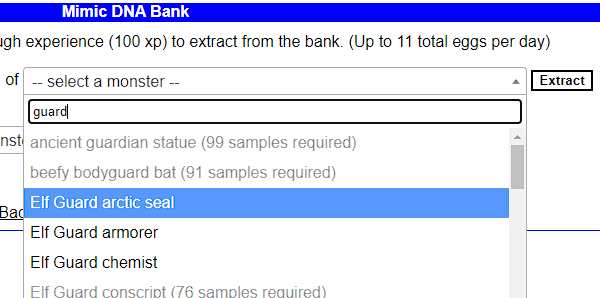 Mimic DNA Bank
ugh experience (100 xp) to extract from the bank. (Up to 11 total eggs per day)
of -- select a monster -- Extract
guard
ancient guardian statue (99 samples required)
nst
beefy bodyguard bat (91 samples required)
Elf Guard arctic seal
Bac
Elf Guard armorer
Elf Guard chemist
Elf Guard conscript (76 samples required)